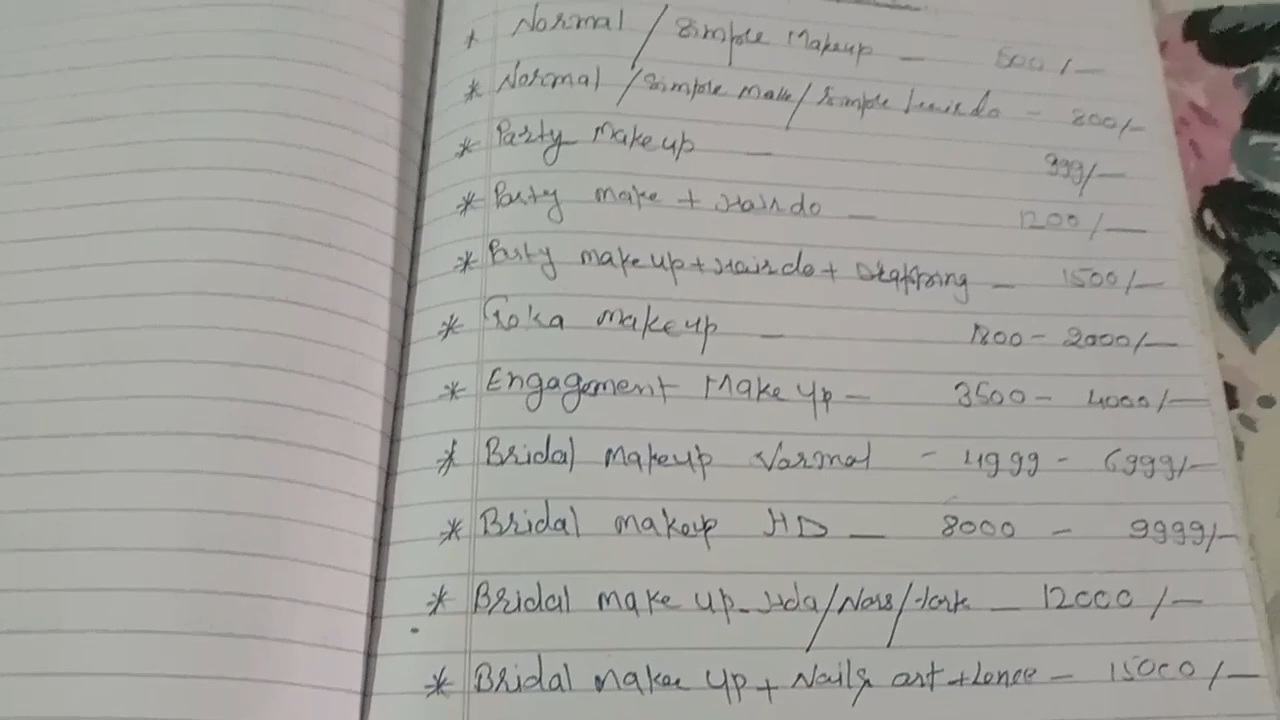 * Normal / Simple Makeup - 500/-
* Normal / Simple Make / Simple hairdo - 800/-
* Party Makeup - 999/-
* Party make + Hairdo - 1200/-
* Party makeup + Hairdo + Draping - 1500/-
* Roka makeup - 1800 - 2000/-
* Engagement Make up - 3500 - 4000/-
* Bridal makeup Normal - 4999 - 6999/-
* Bridal makeup HD - 8000 - 9999/-
* Bridal make up - Hda / / - 12000/-
* Bridal make up + Nails art + Lence - 15000/-